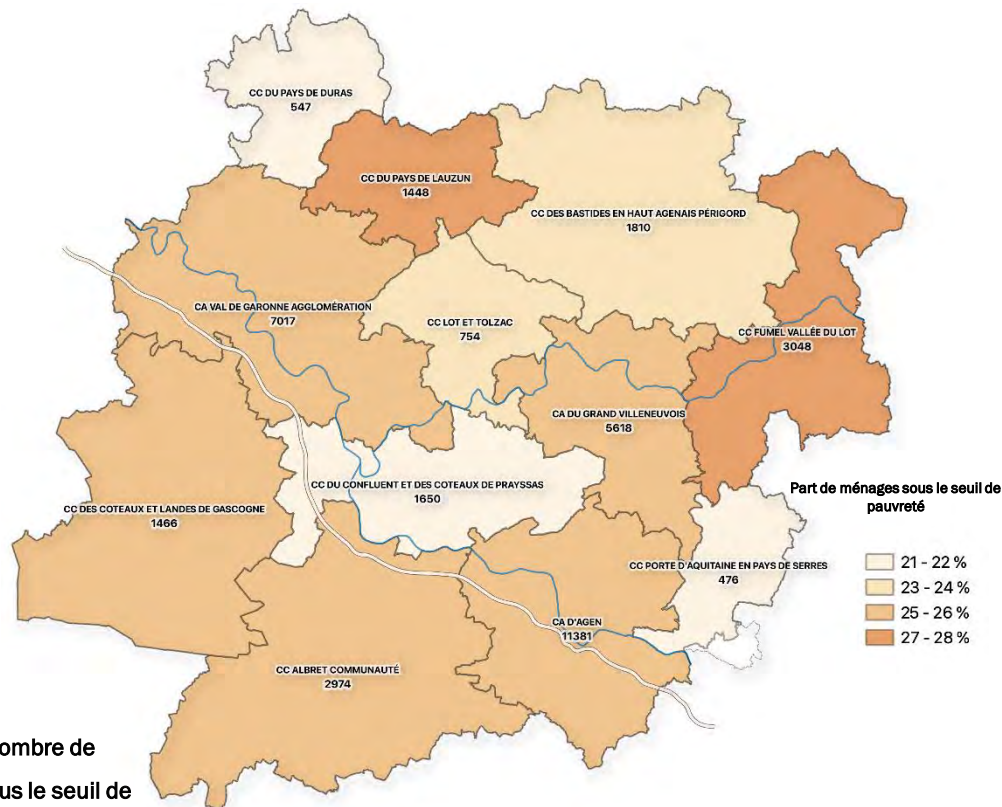 CC DU PAYS DE DURAS
547
CC DU PAYS DE LAUZUN
1448
CC DES BASTIDES EN HAUT AGENAIS PÉRIGORD
1810
CA VAL DE GARONNE AGGLOMÉRATION
7017
CC LOT ET TOLZAC
754
CC FUMEL VALLÉE DU LOT
3048
CA DU GRAND VILLENEUVOIS
5618
CC DU CONFLUENT ET DES COTEAUX DE PRAYSSAS
1650
CC DES COTEAUX ET LANDES DE GASCOGNE
1466
Part de ménages sous le seuil de
pauvreté
21 - 22 %
23 - 24 %
25 - 26 %
27 - 28 %
CC PORTE D'AQUITAINE EN PAYS DE SERRES
476
CA D'AGEN
11381
CC ALBRET COMMUNAUTÉ
2974
ombre de
us le seuil de